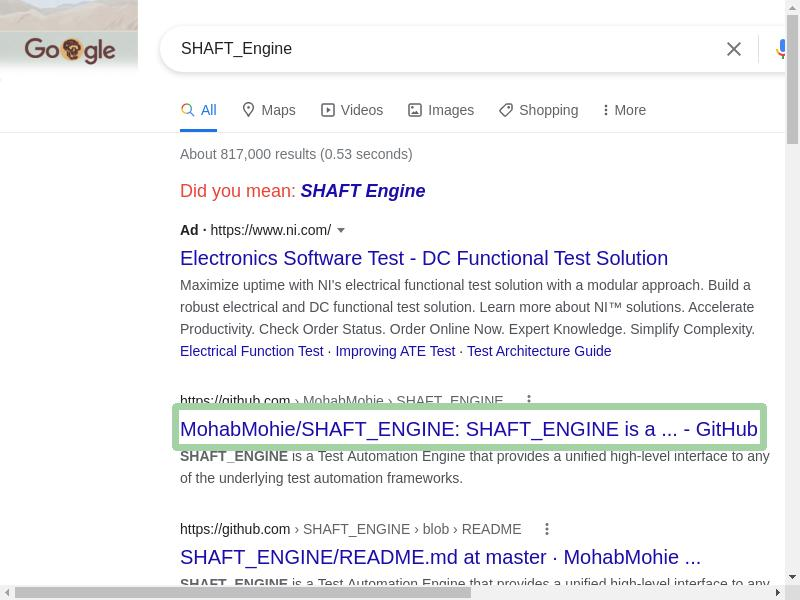 Google
SHAFT_Engine
All Maps Videos Images Shopping More
About 817,000 results (0.53 seconds)
Did you mean: SHAFT Engine
Ad · https://www.ni.com/
Electronics Software Test - DC Functional Test Solution
Maximize uptime with NI's electrical functional test solution with a modular approach. Build a
robust electrical and DC functional test solution. Learn more about NI™ solutions. Accelerate
Productivity. Check Order Status. Order Online Now. Expert Knowledge. Simplify Complexity.
Electrical Function Test · Improving ATE Test · Test Architecture Guide
https://github.com › MohabMohie › SHAFT_ENGINE
MohabMohie/SHAFT_ENGINE: SHAFT_ENGINE is a ... - GitHub
SHAFT_ENGINE is a Test Automation Engine that provides a unified high-level interface to any
of the underlying test automation frameworks.
https://github.com › SHAFT_ENGINE › blob › README
SHAFT_ENGINE/README.md at master · MohabMohie ...
SHAFT_ENGINE is a Test Automation Engine that provides a unified high-level interface to any